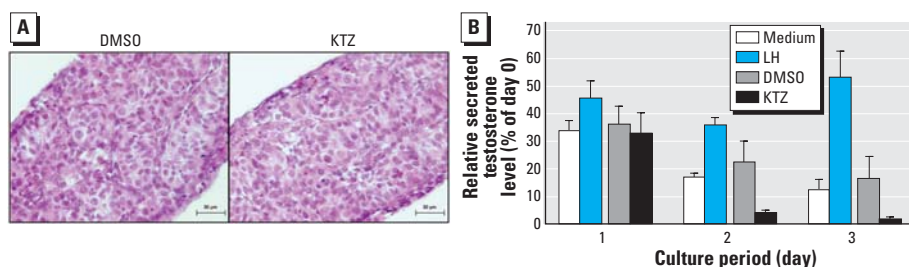 A
DMSO
KTZ
B
Relative secreted
testosterone
level (% of day 0)
70
60
50
40
30
20
10
0
Medium
LH
DMSO
KTZ
1
2
3
Culture period (day)